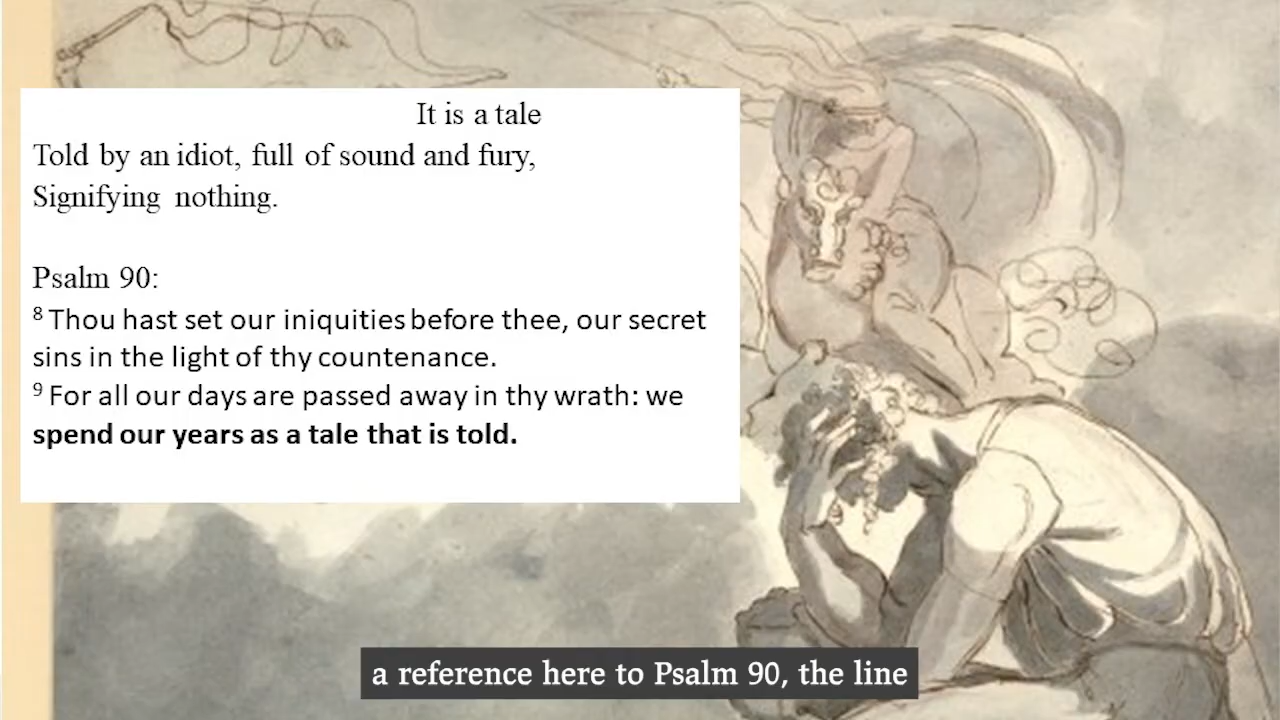 It is a tale
Told by an idiot, full of sound and fury,
Signifying nothing.
Psalm 90:
⁸ Thou hast set our iniquities before thee, our secret
sins in the light of thy countenance.
⁹ For all our days are passed away in thy wrath: we
spend our years as a tale that is told.
a reference here to Psalm 90, the line